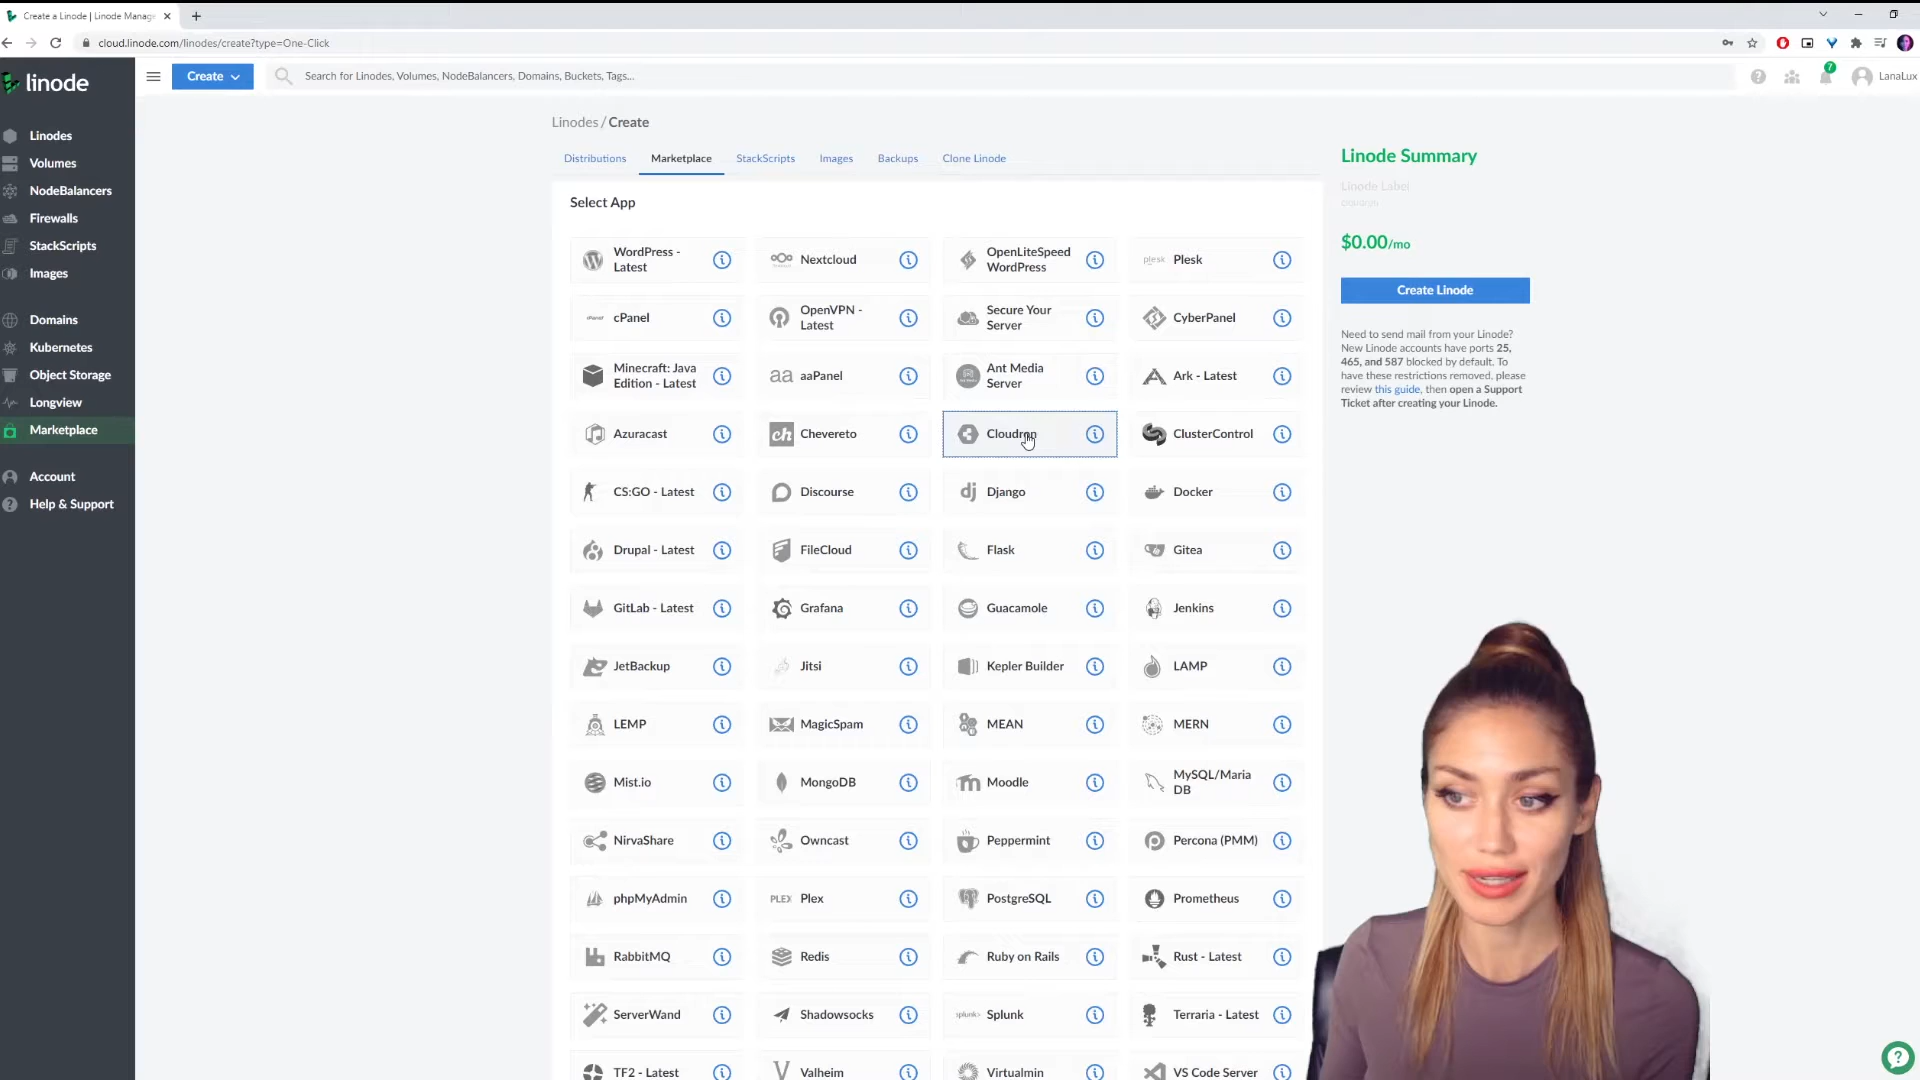 Create a Linode | Linode Manag
cloud.linode.com/linodes/create?type=One-Click
linode
Create
Search for Linodes, Volumes, NodeBalancers, Domains, Buckets, Tags...
7
LanaLux
Linodes
Volumes
NodeBalancers
Firewalls
StackScripts
Images
Domains
Kubernetes
Object Storage
Longview
Marketplace
Account
Help & Support
Linodes / Create
Distributions
Marketplace
StackScripts
Images
Backups
Clone Linode
Select App
WordPress -
Latest
Nextcloud
OpenLiteSpeed
WordPress
plesk
Plesk
cPanel
cPanel
OpenVPN -
Latest
Secure Your
Server
CyberPanel
Minecraft: Java
Edition - Latest
aa
aaPanel
Ant Media
Server
Ark - Latest
Azuracast
ch
Chevereto
Cloudron
ClusterControl
CS:GO - Latest
Discourse
dj
Django
Docker
Drupal - Latest
FileCloud
Flask
Gitea
GitLab - Latest
Grafana
Guacamole
Jenkins
JetBackup
Jitsi
Kepler Builder
LAMP
LEMP
MagicSpam
MEAN
MERN
Mist.io
MongoDB
Moodle
MySQL/Maria
DB
NirvaShare
Owncast
Peppermint
Percona (PMM)
phpMyAdmin
PLEX
Plex
PostgreSQL
Prometheus
RabbitMQ
Redis
Ruby on Rails
Rust - Latest
ServerWand
Shadowsocks
splunk>
Splunk
Terraria - Latest
TF2 - Latest
Valheim
Virtualmin
VS Code Server
Linode Summary
Linode Label
cloudron
$0.00/mo
Create Linode
Need to send mail from your Linode?
New Linode accounts have ports 25,
465, and 587 blocked by default. To
have these restrictions removed, please
review this guide, then open a Support
Ticket after creating your Linode.